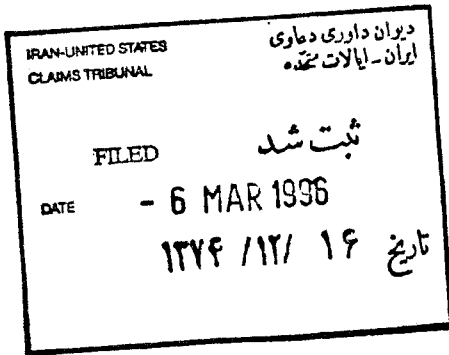 IRAN-UNITED STATES
CLAIMS TRIBUNAL
دیوان داوری دعاوی
ایران - ایالات متحده
FILED
ثبت شد
DATE - 6 MAR 1996
تاریخ ۱۶ /۱۲/ ۱۳۷۴